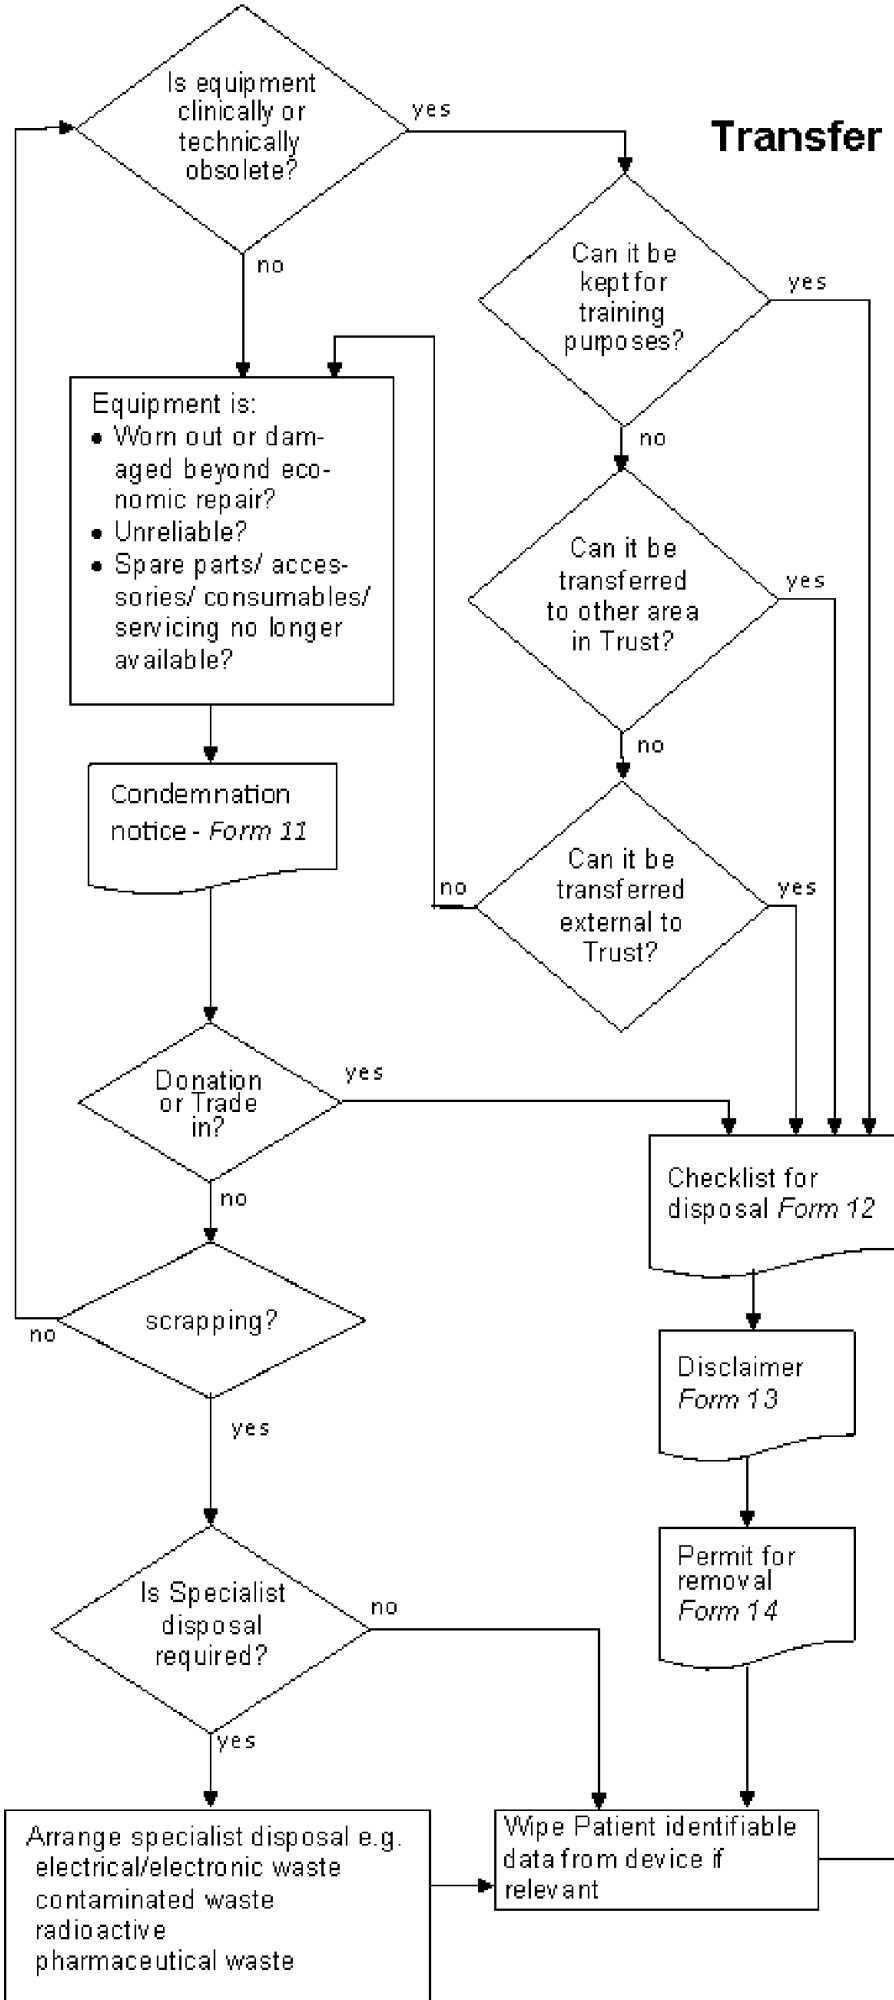 Is equipment
clinically or
technically
obsolete?
yes
Transfer
no
Can it be
kept for
training
purposes?
yes
no
Equipment is:
• Worn out or dam-
aged beyond eco-
nomic repair?
• Unreliable?
• Spare parts/ acces-
sories/ consumables/
servicing no longer
available?
Can it be
transferred
to other area
in Trust?
yes
no
Condemnation
notice - Form 11
Can it be
transferred
external to
Trust?
no
yes
Donation
or Trade
in?
yes
no
Checklist for
disposal Form 12
scrapping?
no
yes
Disclaimer
Form 13
Permit for
removal
Form 14
Is Specialist
disposal
required?
no
yes
Arrange specialist disposal e.g.
electrical/electronic waste
contaminated waste
radioactive
pharmaceutical waste
Wipe Patient identifiable
data from device if
relevant